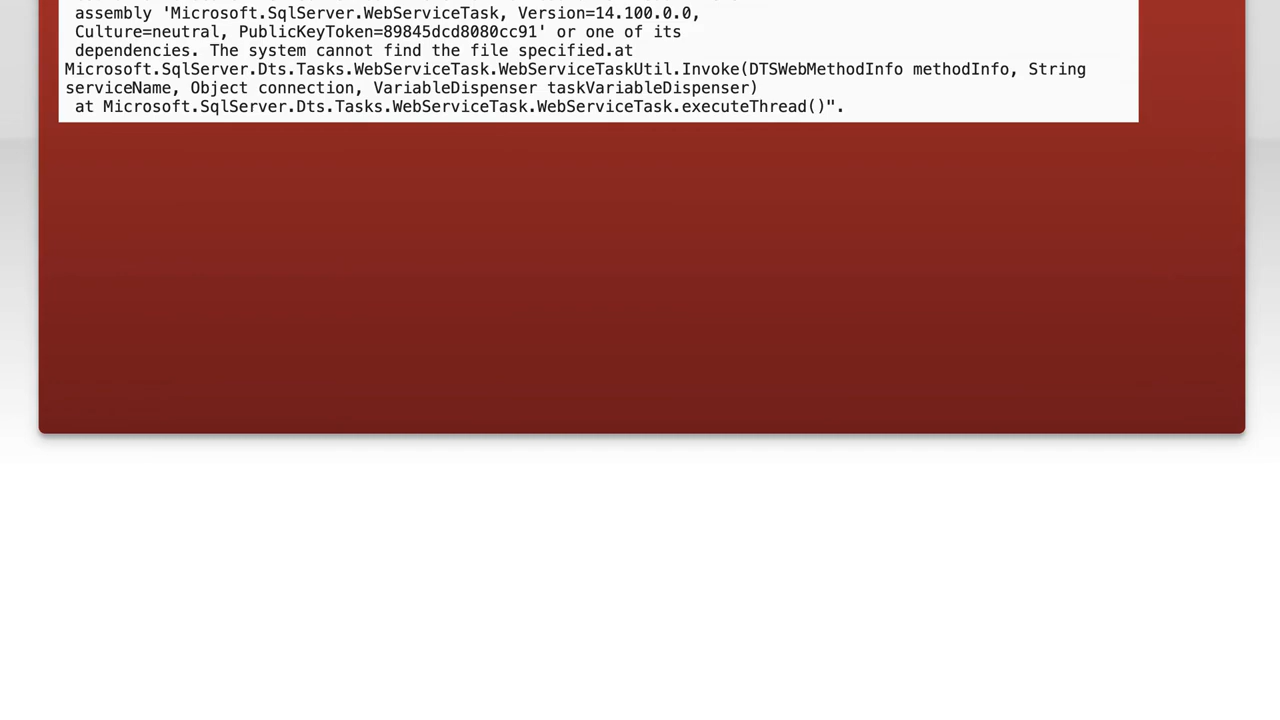 assembly 'Microsoft.SqlServer.WebServiceTask, Version=14.100.0.0,
Culture=neutral, PublicKeyToken=89845dcd8080cc91' or one of its
dependencies. The system cannot find the file specified.at
Microsoft.SqlServer.Dts.Tasks.WebServiceTask.WebServiceTaskUtil.Invoke(DTSWebMethodInfo methodInfo, String
serviceName, Object connection, VariableDispenser taskVariableDispenser)
at Microsoft.SqlServer.Dts.Tasks.WebServiceTask.WebServiceTask.executeThread()".